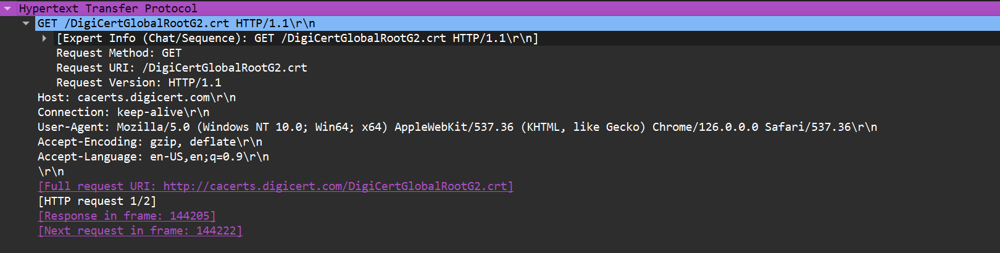 Hypertext Transfer Protocol
GET /DigiCertGlobalRootG2.crt HTTP/1.1\r\n
[Expert Info (Chat/Sequence): GET /DigiCertGlobalRootG2.crt HTTP/1.1\r\n]
Request Method: GET
Request URI: /DigiCertGlobalRootG2.crt
Request Version: HTTP/1.1
Host: cacerts.digicert.com\r\n
Connection: keep-alive\r\n
User-Agent: Mozilla/5.0 (Windows NT 10.0; Win64; x64) AppleWebKit/537.36 (KHTML, like Gecko) Chrome/126.0.0.0 Safari/537.36\r\n
Accept-Encoding: gzip, deflate\r\n
Accept-Language: en-US,en;q=0.9\r\n
\r\n
[Full request URI: http://cacerts.digicert.com/DigiCertGlobalRootG2.crt]
[HTTP request 1/2]
[Response in frame: 144205]
[Next request in frame: 144222]